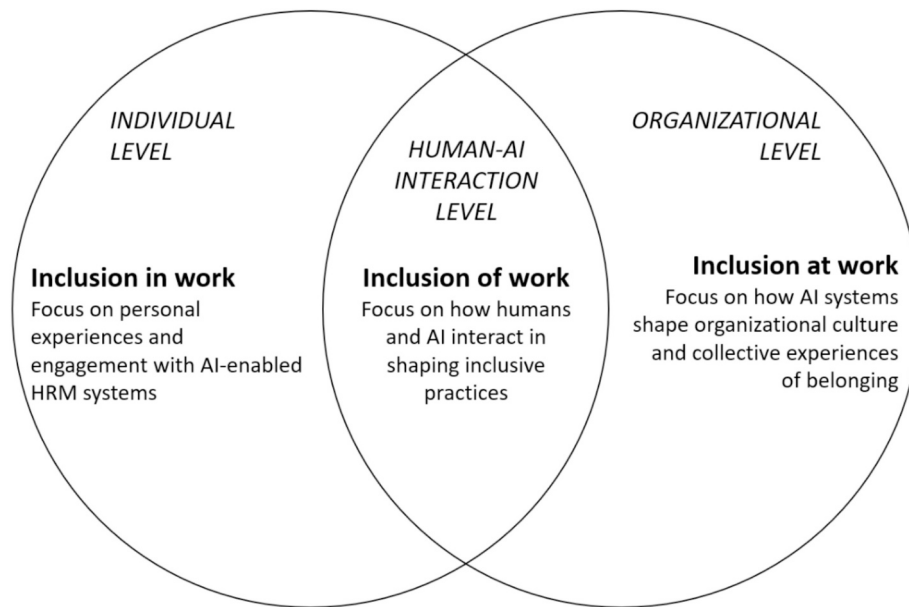 INDIVIDUAL
LEVEL
Inclusion in work
Focus on personal
experiences and
engagement with AI-enabled
HRM systems
HUMAN-AI
INTERACTION
LEVEL
Inclusion of work
Focus on how humans
and AI interact in
shaping inclusive
practices
ORGANIZATIONAL
LEVEL
Inclusion at work
Focus on how AI systems
shape organizational culture
and collective experiences
of belonging